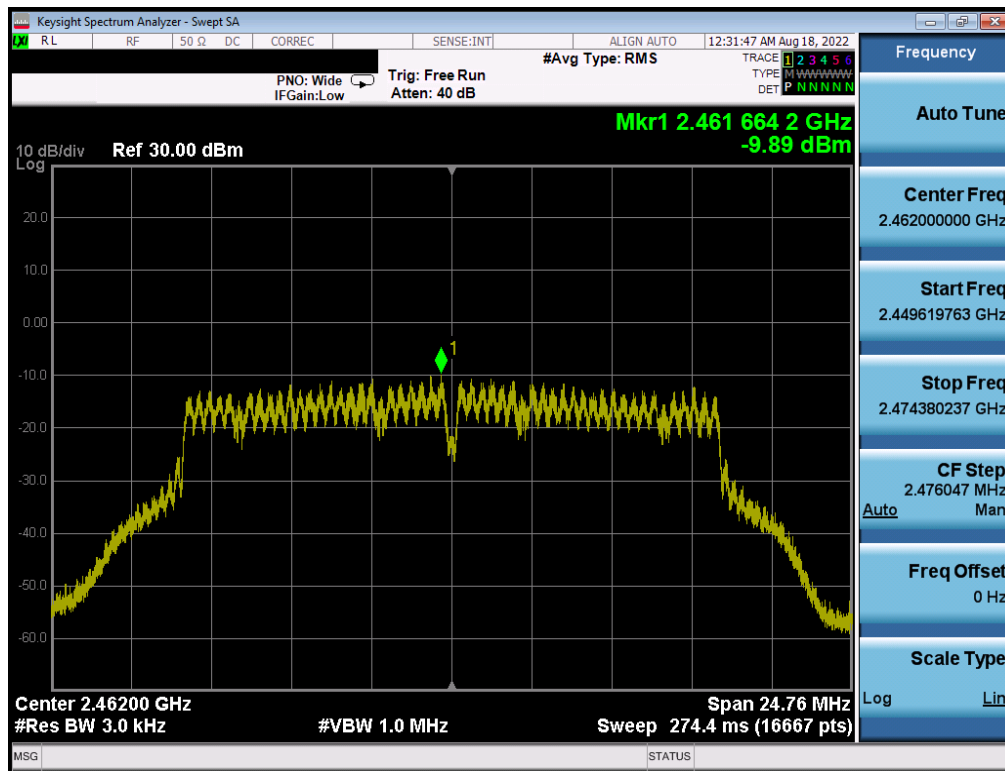 Keysight Spectrum Analyzer - Swept SA
LXI RL RF 50 Ω DC CORREC SENSE:INT ALIGN AUTO 12:31:47 AM Aug 18, 2022
Frequency
#Avg Type: RMS
TRACE 1 2 3 4 5 6
PNO: Wide Trig: Free Run
TYPE M W W W W W
IFGain:Low Atten: 40 dB
DET P N N N N N
Mkr1 2.461 664 2 GHz
-9.89 dBm
10 dB/div Ref 30.00 dBm
Log
20.0
10.0
0.00
1
-10.0
-20.0
-30.0
-40.0
-50.0
-60.0
Center 2.46200 GHz Span 24.76 MHz
#Res BW 3.0 kHz #VBW 1.0 MHz Sweep 274.4 ms (16667 pts)
MSG STATUS
Auto Tune
Center Freq
2.462000000 GHz
Start Freq
2.449619763 GHz
Stop Freq
2.474380237 GHz
CF Step
2.476047 MHz
Auto Man
Freq Offset
0 Hz
Scale Type
Log Lin